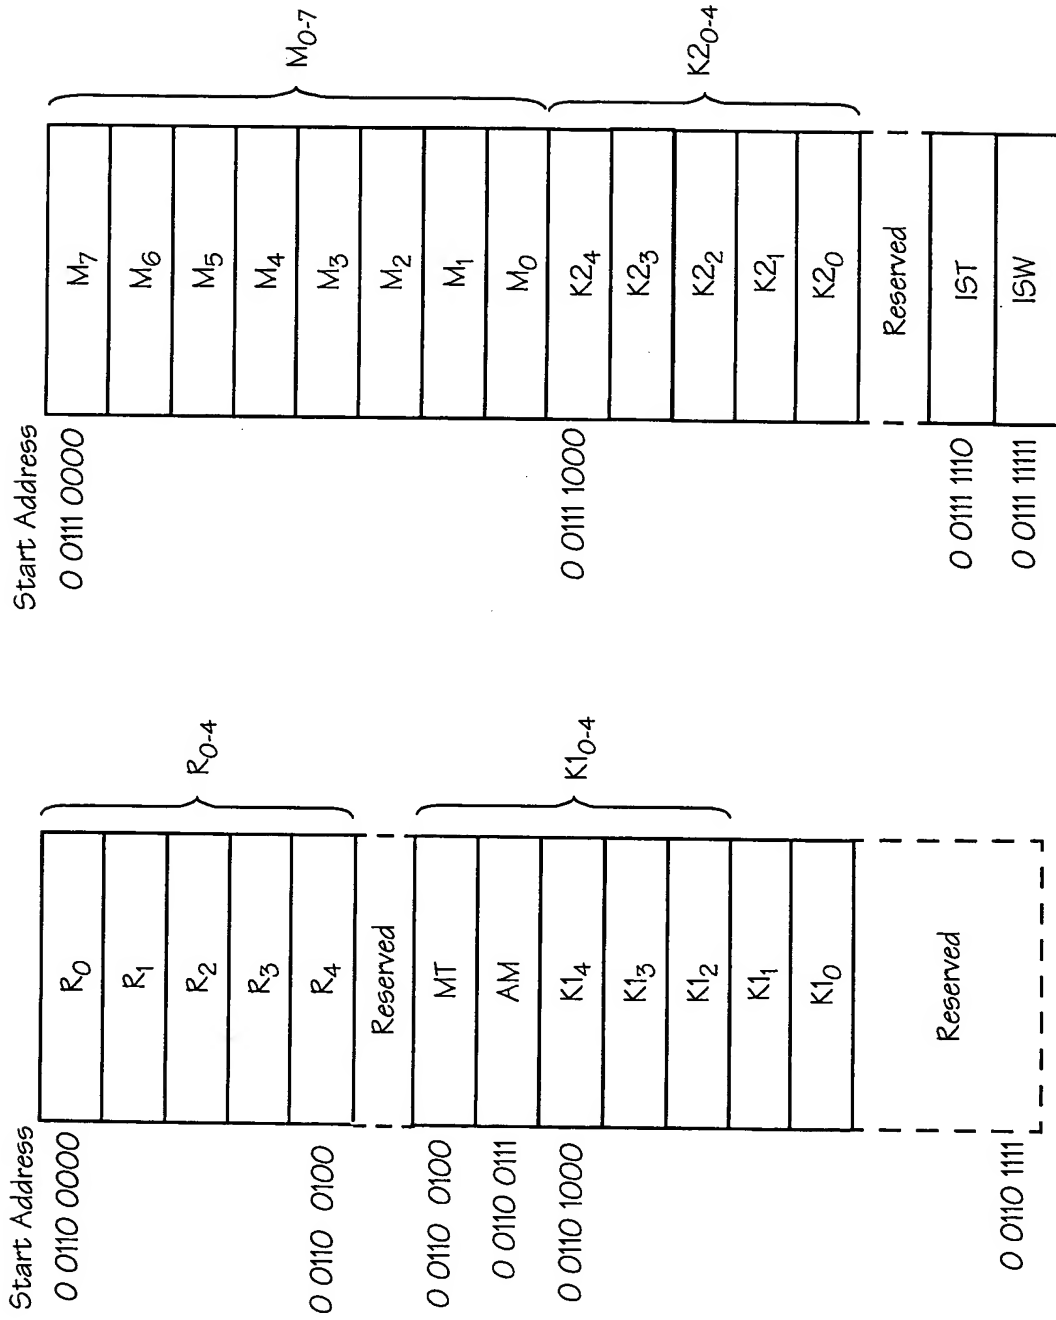 Start Address
0 0110 0000 R0
R1
R2
R3
0 0110 0100 R4
R0-4
Reserved
0 0110 0100 MT
0 0110 0111 AM
0 0110 1000 K14
K13
K12
K11
K10
K10-4
Reserved
0 0110 1111
Start Address
0 0111 0000 M7
M6
M5
M4
M3
M2
M1
M0
M0-7
0 0111 1000 K24
K23
K22
K21
K20
K20-4
Reserved
0 0111 1110 IST
0 0111 11111 ISW